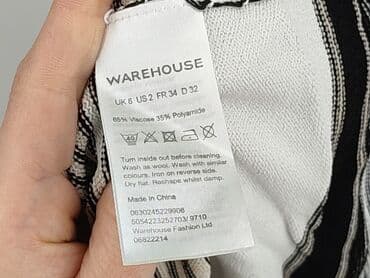 WAREHOUSE
UK 6 US 2 FR 34 D 32
65% Viscose 35% Polyamide
40
Turn inside out before cleaning.
Wash as wool. Wash with similar
colours. Iron on reverse side.
Dry flat. Reshape whilst damp.
Made in China
0630245229906
5054223252703/ 9710
Warehouse Fashion Ltd
06822214